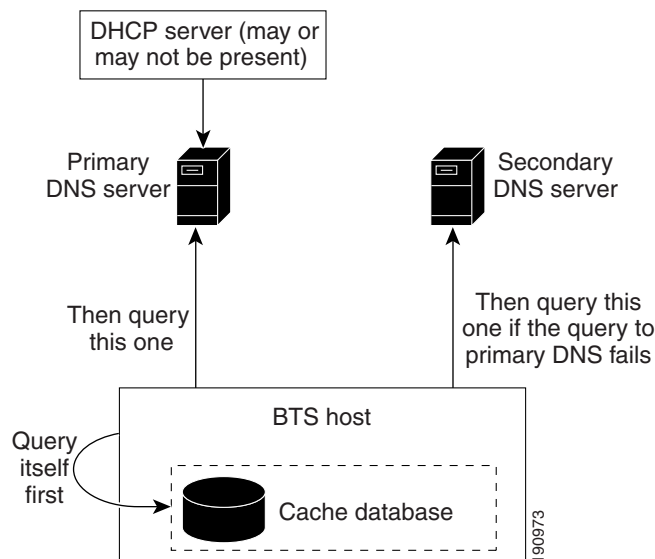 DHCP server (may or
may not be present)
Primary
DNS server
Secondary
DNS server
Then query
this one
Then query this
one if the query to
primary DNS fails
BTS host
Query
itself
first
Cache database
190973